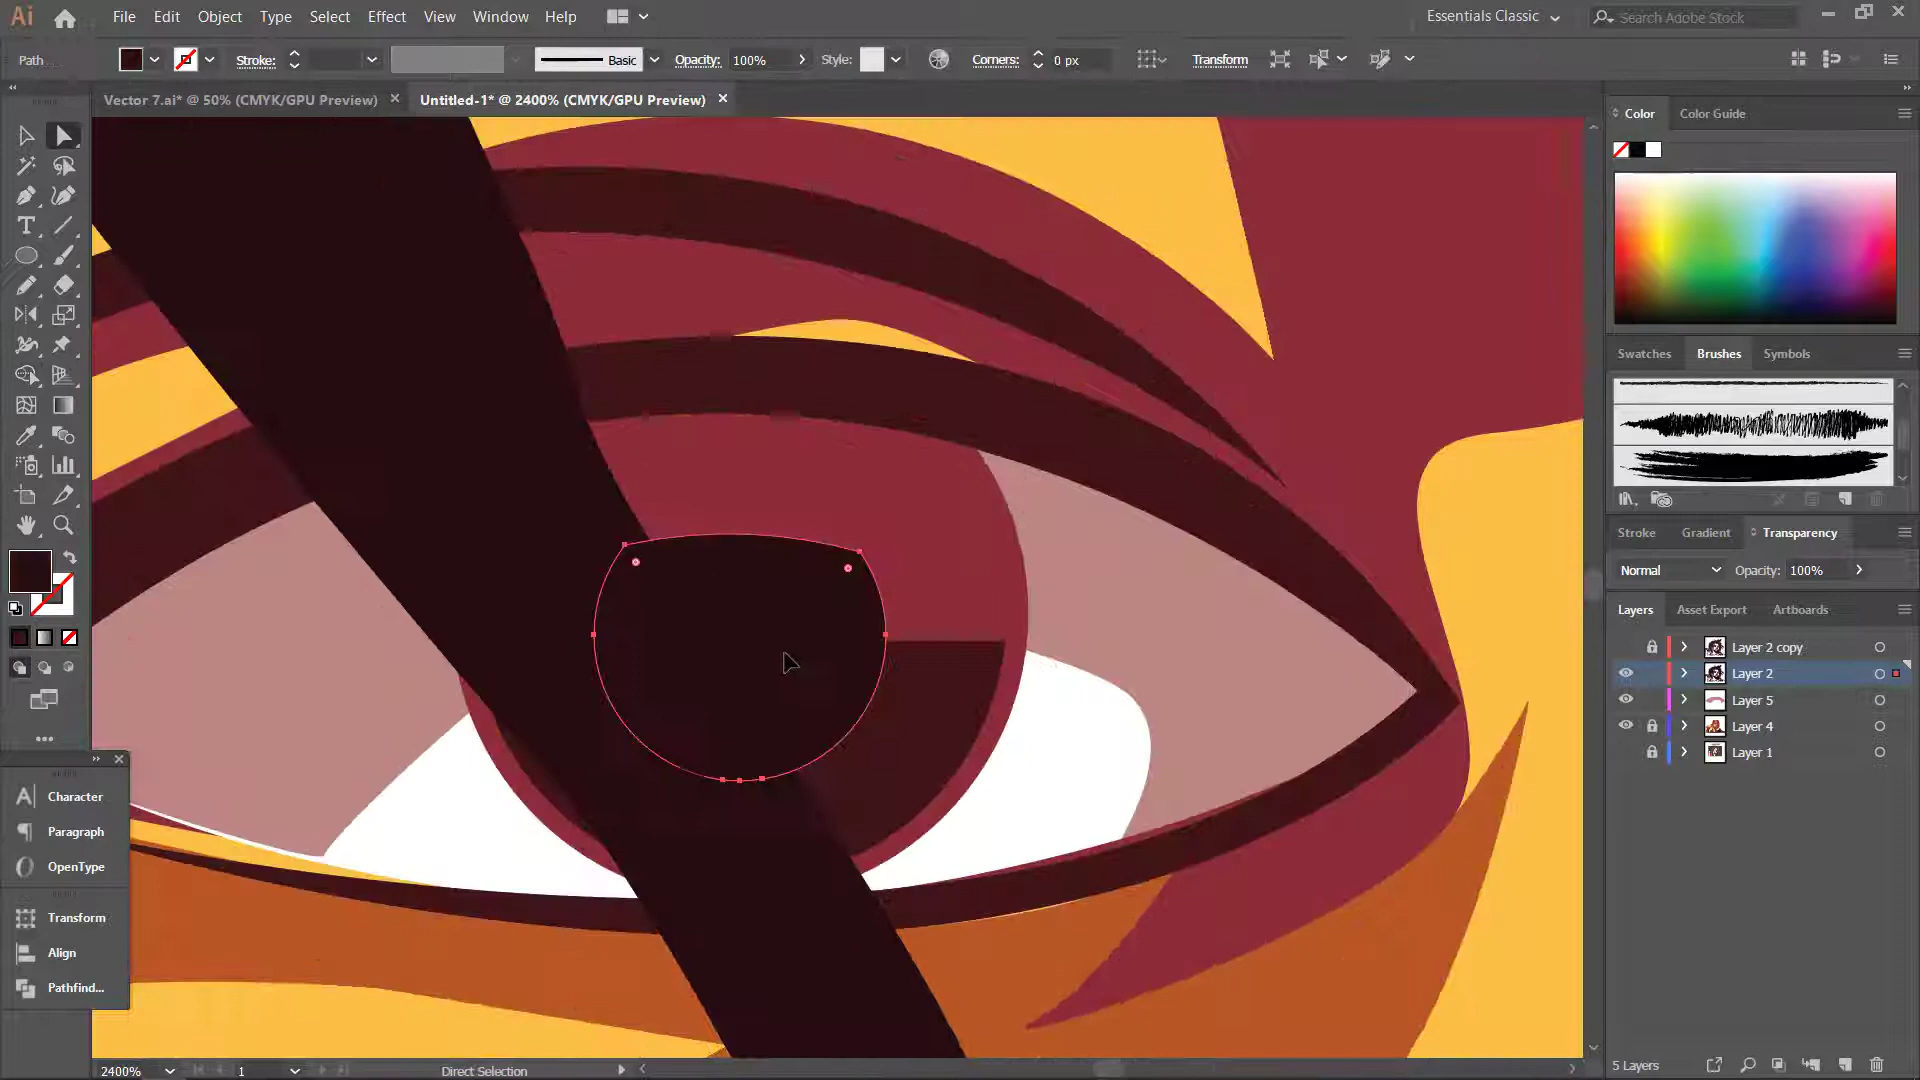 Ai File Edit Object Type Select Effect View Window Help Essentials Classic Search Adobe Stock
Path Stroke: Basic Opacity: 100% Style: Corners: 0 px Transform
Vector 7.ai* @ 50% (CMYK/GPU Preview) Untitled-1* @ 2400% (CMYK/GPU Preview)
Color Color Guide
Swatches Brushes Symbols
Stroke Gradient Transparency
Normal Opacity: 100%
Layers Asset Export Artboards
Layer 2 copy
Layer 2
Layer 5
Layer 4
Layer 1
Character
Paragraph
OpenType
Transform
Align
Pathfind...
5 Layers
2400% 1 Direct Selection